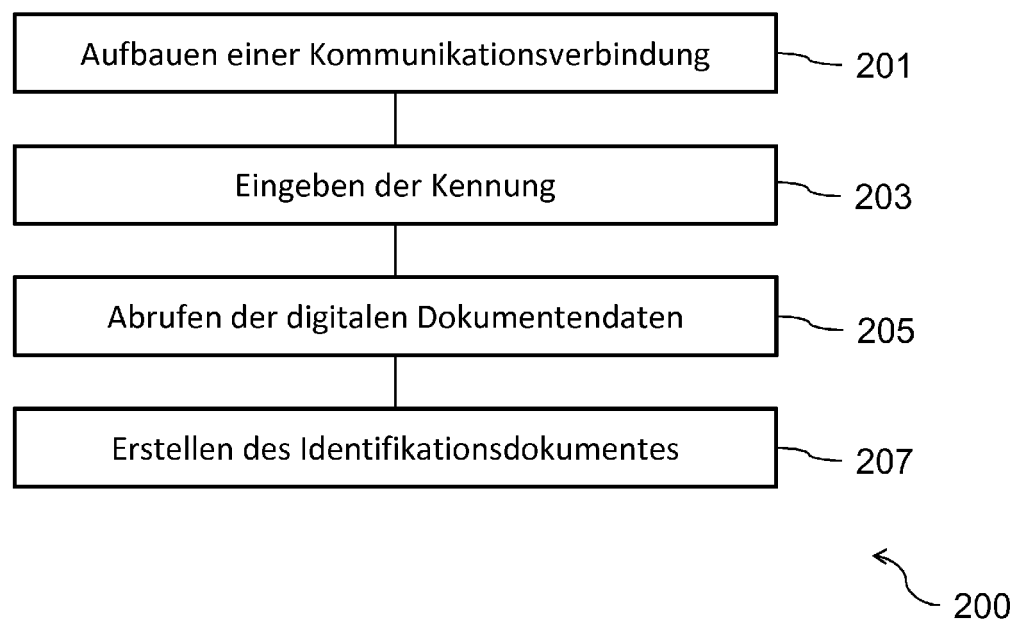 Aufbauen einer Kommunikationsverbindung
201
Eingeben der Kennung
203
Abrufen der digitalen Dokumentendaten
205
Erstellen des Identifikationsdokumentes
207
200